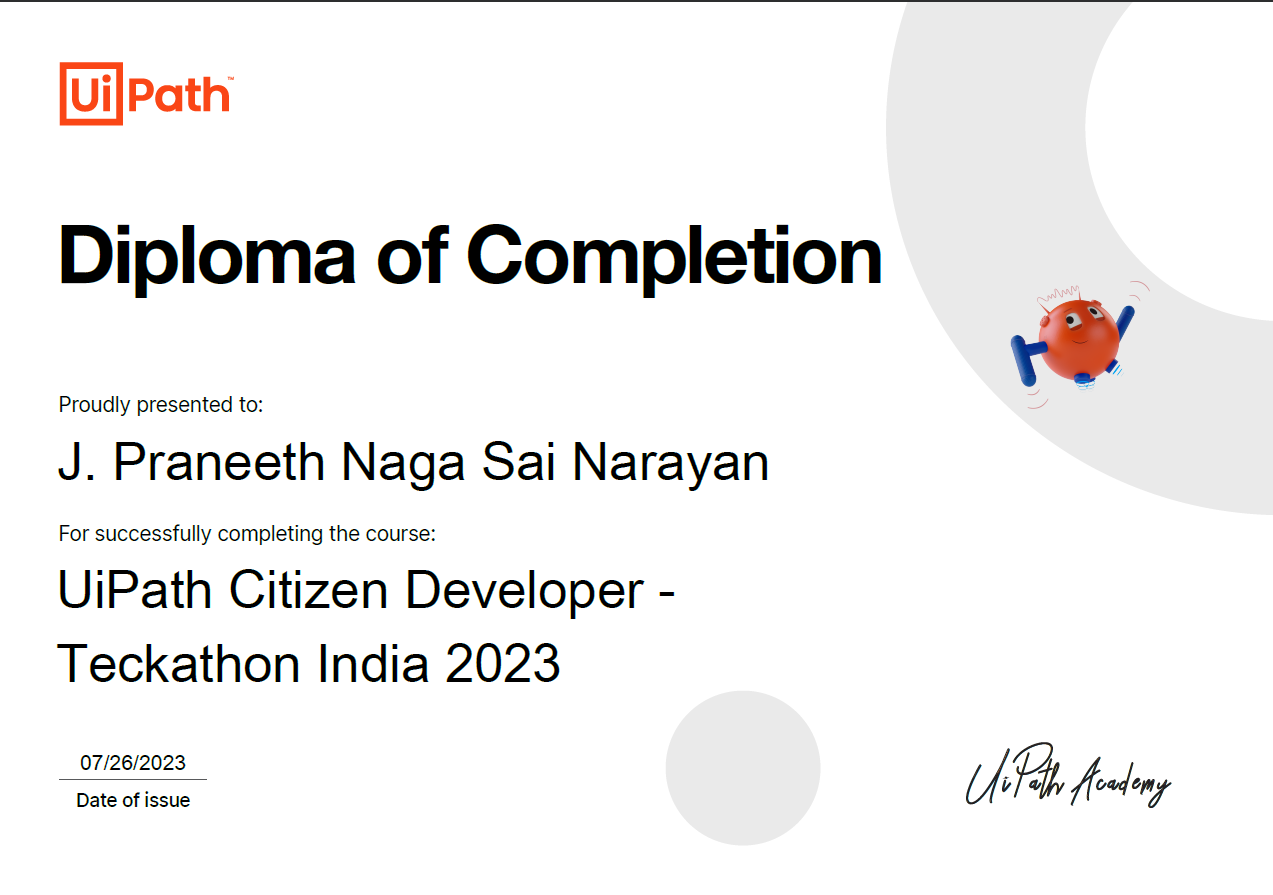 UiPath™
Diploma of Completion
Proudly presented to:
J. Praneeth Naga Sai Narayan
For successfully completing the course:
UiPath Citizen Developer -
Teckathon India 2023
07/26/2023
Date of issue
UiPath Academy